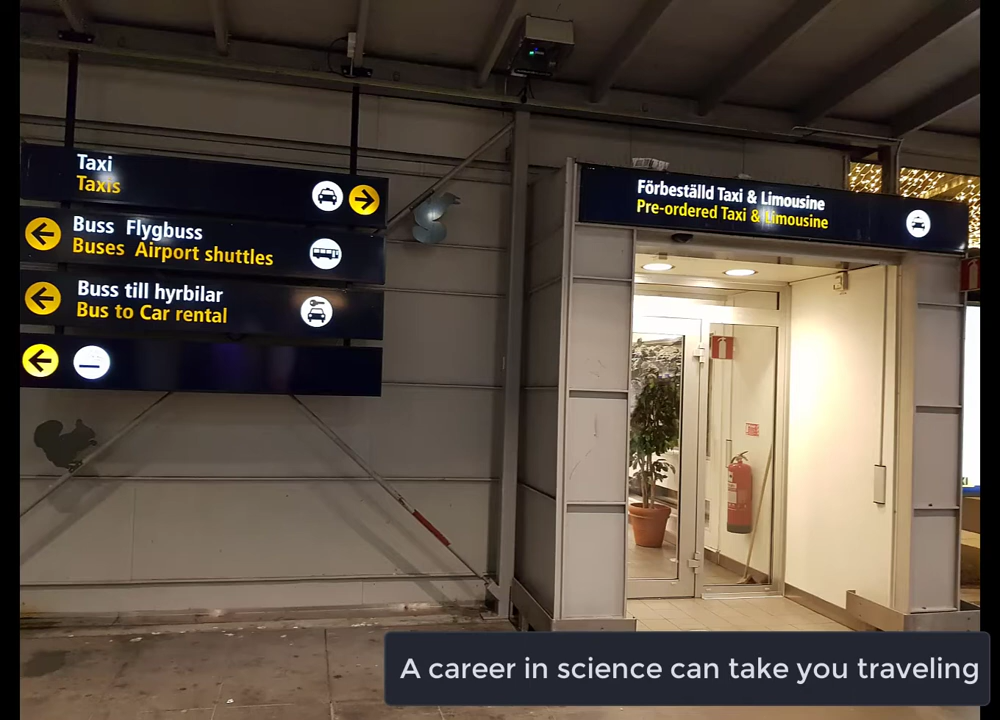 Taxi
Taxis
Buss Flygbuss
Buses Airport shuttles
Buss till hyrbilar
Bus to Car rental
Förbeställd Taxi & Limousine
Pre-ordered Taxi & Limousine
A career in science can take you traveling